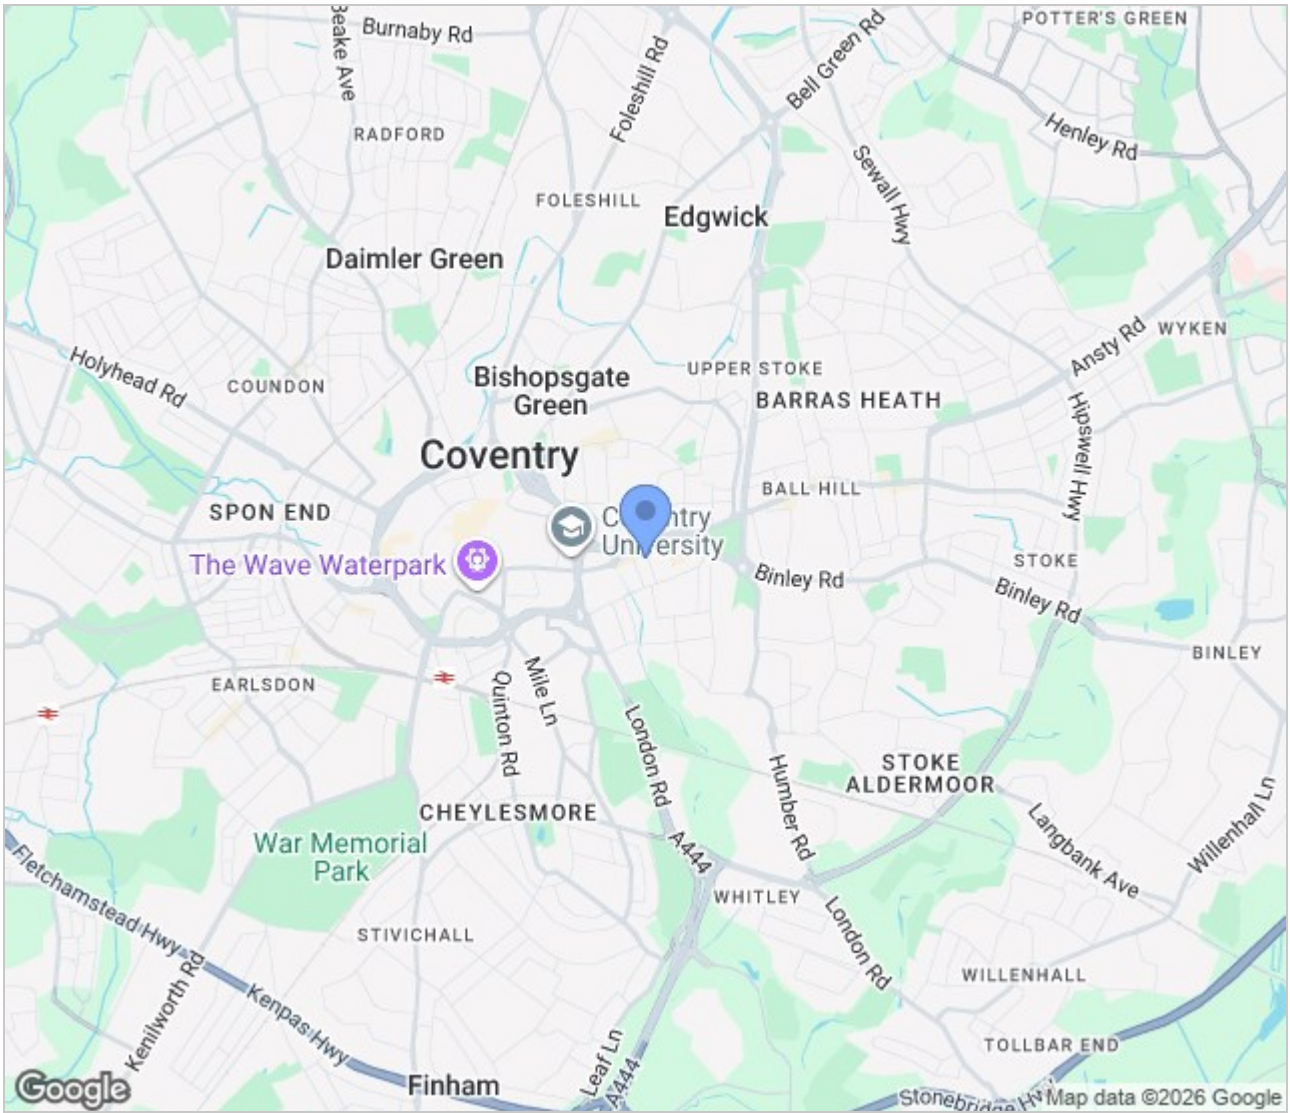 POTTER'S GREEN
Burnaby Rd
Beake Ave
Foleshill Rd
Bell Green Rd
RADFORD
Henley Rd
Sewall Hwy
FOLESHILL
Edgwick
Daimler Green
WYKEN
Ansty Rd
Holyhead Rd
COUNDON
Bishopsgate
Green
UPPER STOKE
BARRAS HEATH
Hipswell Hwy
Coventry
BALL HILL
SPON END
University
The Wave Waterpark
Binley Rd
STOKE
Binley Rd
BINLEY
EARLSDON
Quinton Rd
Mile Ln
London Rd
Humber Rd
STOKE
ALDERMOOR
CHEYLESMORE
Langbank Ave
Willenhall Ln
War Memorial
Park
A444
Fletchamstead Hwy
WHITLEY
London Rd
STIVICHALL
Kenilworth Rd
Kenpas Hwy
WILLENHALL
TOLLBAR END
Leaf Ln
A444
Finham
Stonebridge Hwy
Google
Map data ©2026 Google